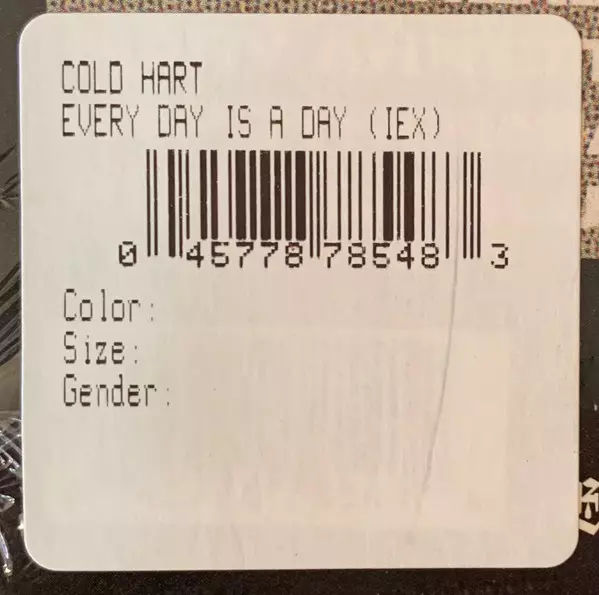 COLD HART
EVERY DAY IS A DAY (IEX)
0 45778 78548 3
Color:
Size:
Gender: